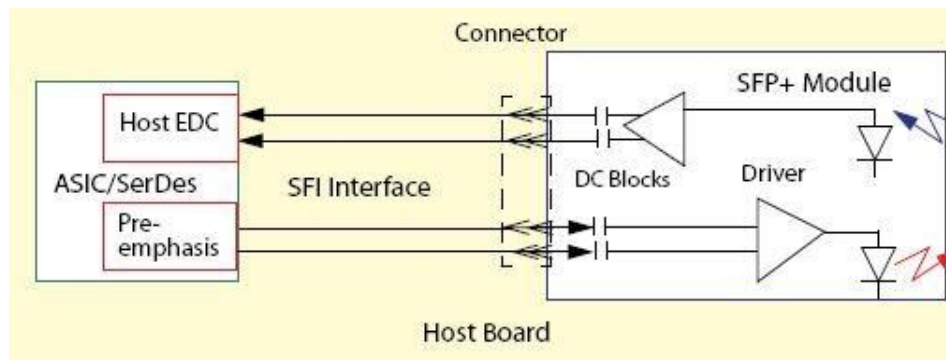 Connector
SFP+ Module
Host EDC
ASIC/SerDes
SFI Interface
DC Blocks
Driver
Pre-
emphasis
Host Board